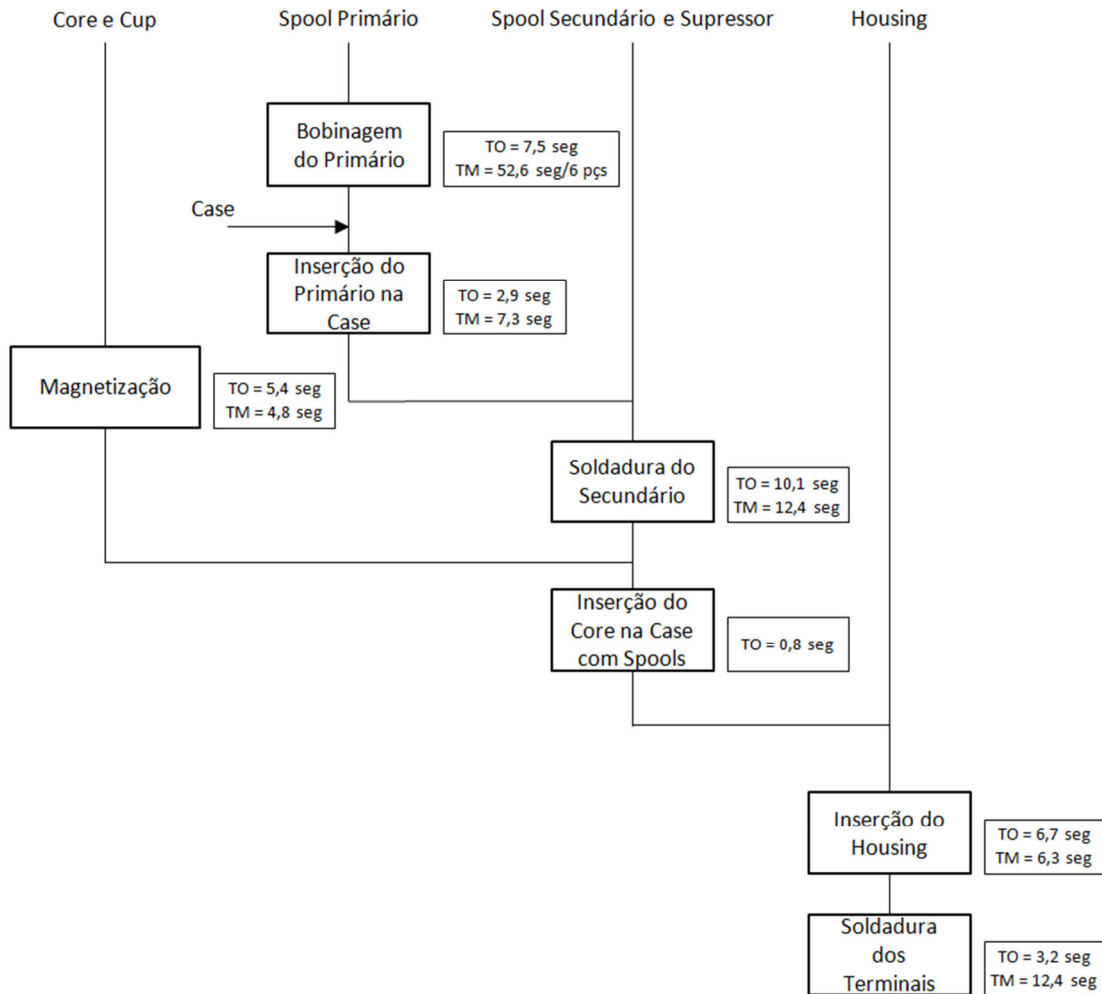 Core e Cup
Spool Primário
Spool Secundário e Supressor
Housing
Bobinagem
do Primário
TO = 7,5 seg
TM = 52,6 seg/6 pçs
Case
Inserção do
Primário na
Case
TO = 2,9 seg
TM = 7,3 seg
Magnetização
TO = 5,4 seg
TM = 4,8 seg
Soldadura do
Secundário
TO = 10,1 seg
TM = 12,4 seg
Inserção do
Core na Case
com Spools
TO = 0,8 seg
Inserção do
Housing
TO = 6,7 seg
TM = 6,3 seg
Soldadura
dos
Terminais
TO = 3,2 seg
TM = 12,4 seg